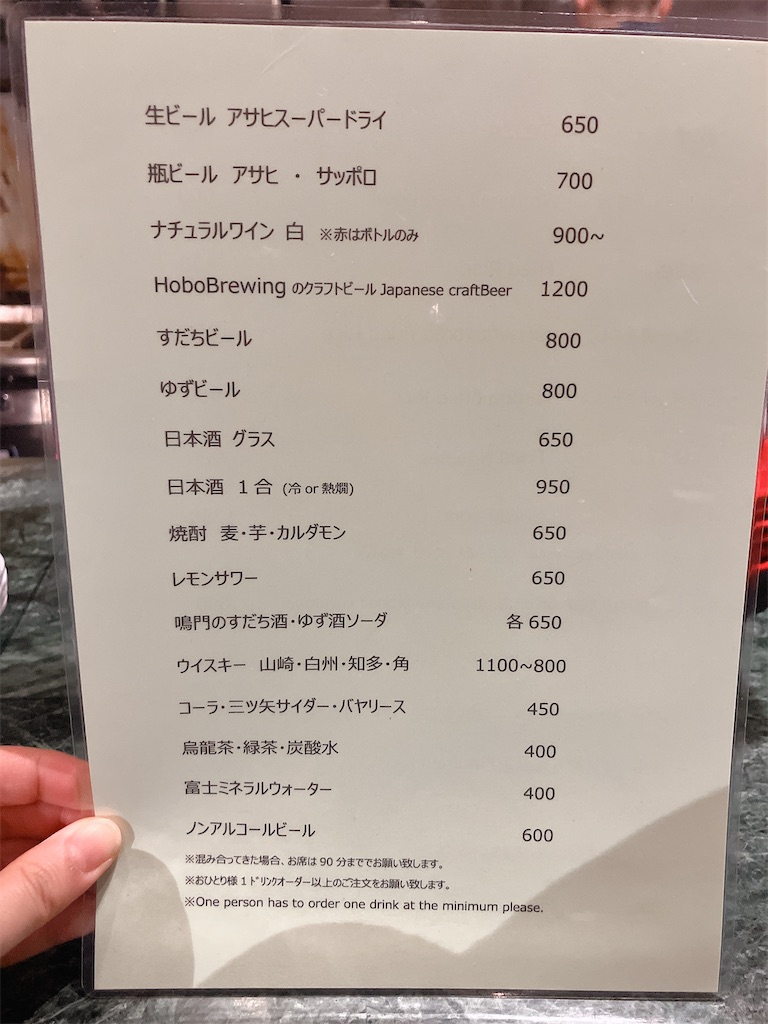 生ビール アサヒスーパードライ 650
瓶ビール アサヒ ・ サッポロ 700
ナチュラルワイン 白 ※赤はボトルのみ 900~
HoboBrewing のクラフトビール Japanese craftBeer 1200
すだちビール 800
ゆずビール 800
日本酒 グラス 650
日本酒 1合 (冷 or 熱燗) 950
焼酎 麦・芋・カルダモン 650
レモンサワー 650
鳴門のすだち酒・ゆず酒ソーダ 各 650
ウイスキー 山崎・白州・知多・角 1100~800
コーラ・三ツ矢サイダー・バヤリース 450
烏龍茶・緑茶・炭酸水 400
富士ミネラルウォーター 400
ノンアルコールビール 600
※混み合ってきた場合、お席は 90 分まででお願い致します。
※おひとり様 1 ドリンクオーダー以上のご注文をお願い致します。
※One person has to order one drink at the minimum please.